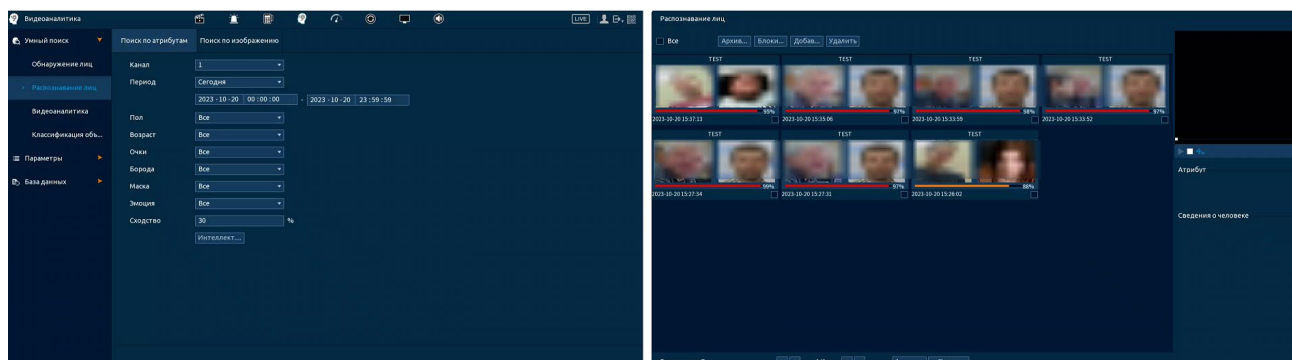 Видеоаналитика
LIVE
Умный поиск
Обнаружение лиц
Распознавание лиц
Видеоаналитика
Классификация объ...
Параметры
База данных
Поиск по атрибутам Поиск по изображению
Канал 1
Период Сегодня
2023 -10 -20 00 :00 :00 - 2023 -10 -20 23 :59 :59
Пол Все
Возраст Все
Очки Все
Борода Все
Маска Все
Эмоция Все
Сходство 30 %
Интеллект....
Распознавание лиц
Все Архив... Блоки... Добав... Удалить
TEST TEST TEST TEST
95% 97% 98% 97%
2023-10-20 15:37:13 2023-10-20 15:35:06 2023-10-20 15:33:59 2023-10-20 15:33:52
TEST TEST TEST
99% 97% 88%
2023-10-20 15:27:34 2023-10-20 15:27:31 2023-10-20 15:26:02
Атрибут
Сведения о человеке